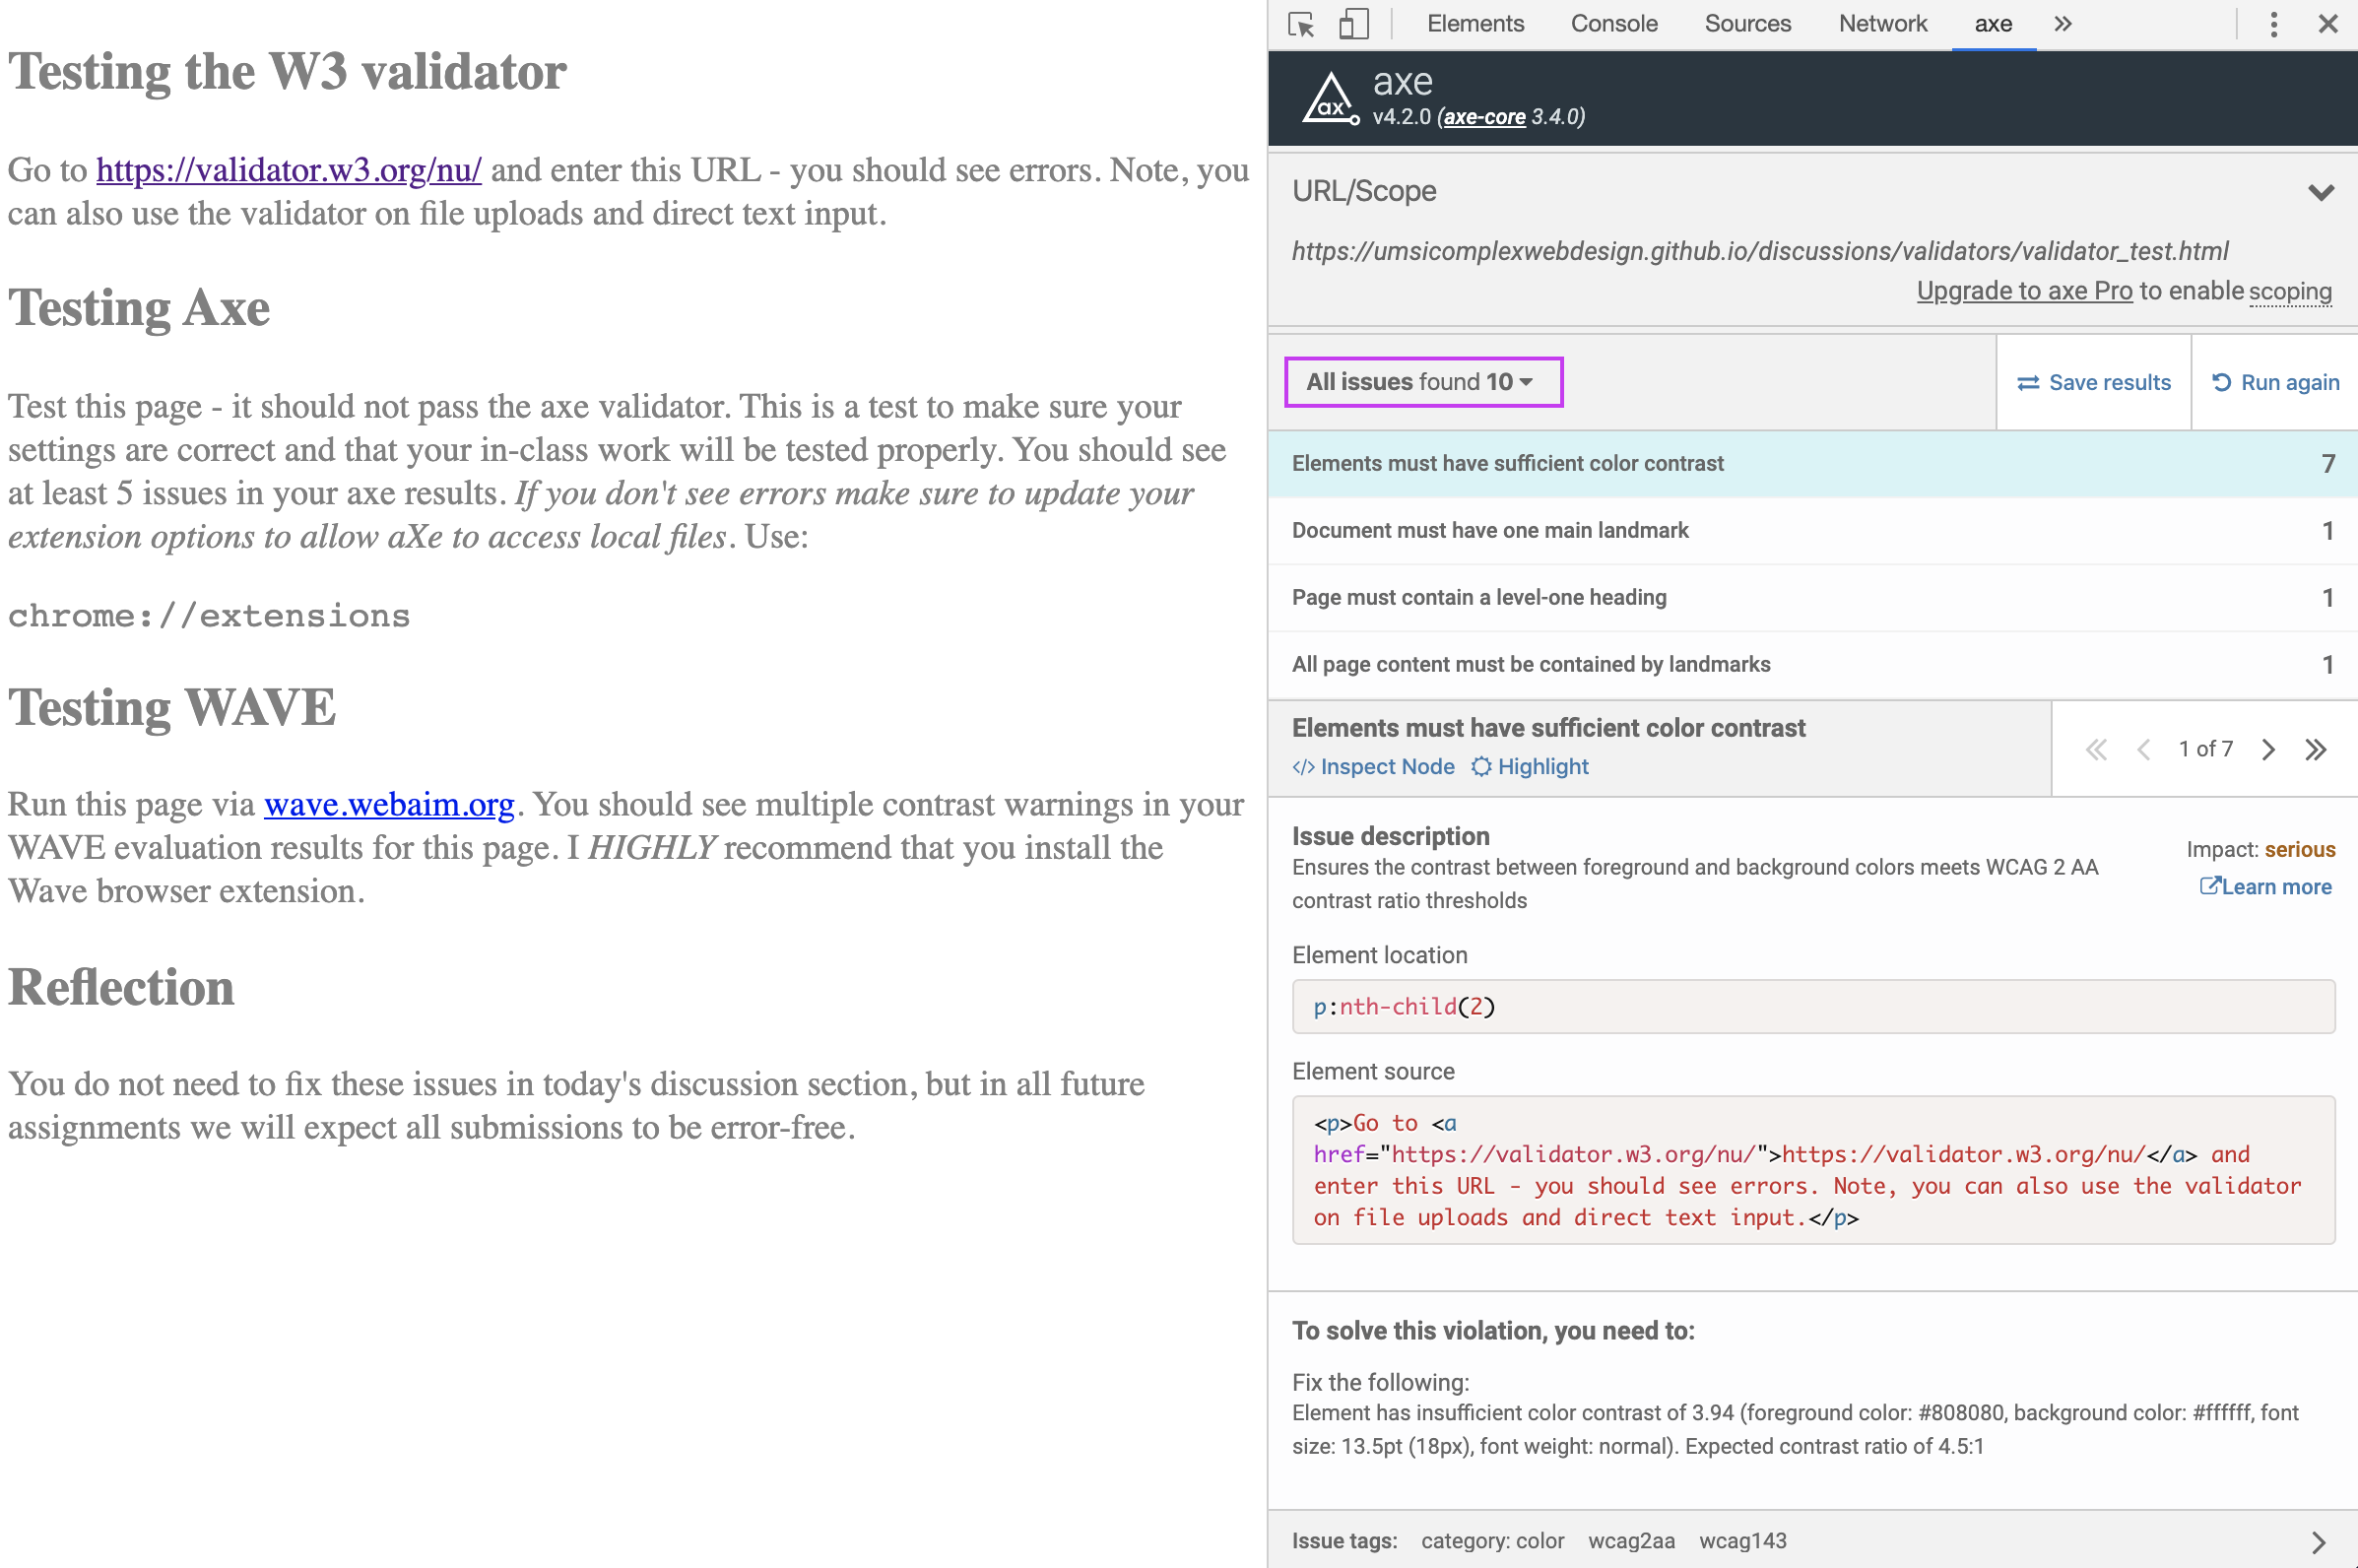 Testing the W3 validator
Go to https://validator.w3.org/nu/ and enter this URL - you should see errors. Note, you
can also use the validator on file uploads and direct text input.
Testing Axe
Test this page - it should not pass the axe validator. This is a test to make sure your
settings are correct and that your in-class work will be tested properly. You should see
at least 5 issues in your axe results. If you don't see errors make sure to update your
extension options to allow aXe to access local files. Use:
chrome://extensions
Testing WAVE
Run this page via wave.webaim.org. You should see multiple contrast warnings in your
WAVE evaluation results for this page. I HIGHLY recommend that you install the
Wave browser extension.
Reflection
You do not need to fix these issues in today's discussion section, but in all future
assignments we will expect all submissions to be error-free.
Elements Console Sources Network axe
ax
axe
v4.2.0 (axe-core 3.4.0)
URL/Scope
https://umsicomplexwebdesign.github.io/discussions/validators/validator_test.html
Upgrade to axe Pro to enable scoping
All issues found 10
Save results
Run again
Elements must have sufficient color contrast 7
Document must have one main landmark 1
Page must contain a level-one heading 1
All page content must be contained by landmarks 1
Elements must have sufficient color contrast
</> Inspect Node Highlight
1 of 7
Issue description
Ensures the contrast between foreground and background colors meets WCAG 2 AA
contrast ratio thresholds
Impact: serious
Learn more
Element location
p:nth-child(2)
Element source
<p>Go to <a
href="https://validator.w3.org/nu/">https://validator.w3.org/nu/</a> and
enter this URL - you should see errors. Note, you can also use the validator
on file uploads and direct text input.</p>
To solve this violation, you need to:
Fix the following:
Element has insufficient color contrast of 3.94 (foreground color: #808080, background color: #ffffff, font
size: 13.5pt (18px), font weight: normal). Expected contrast ratio of 4.5:1
Issue tags: category: color wcag2aa wcag143